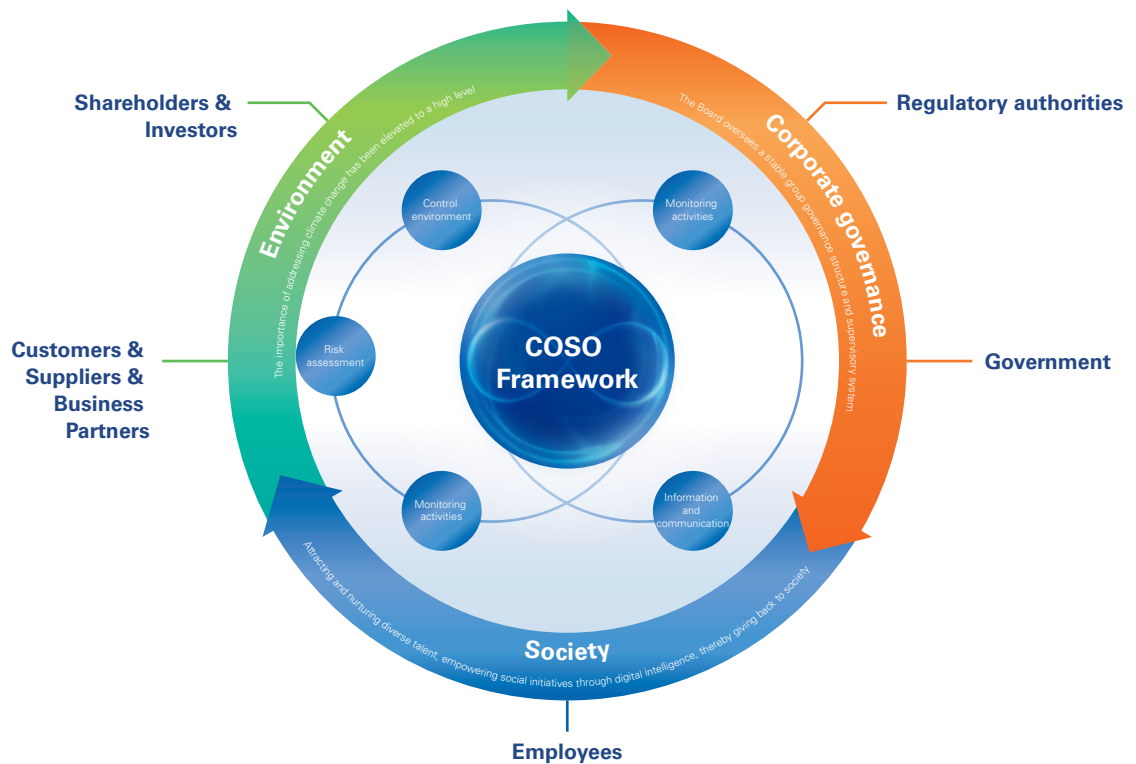 Shareholders &
Investors
Regulatory authorities
Environment
The importance of addressing climate change has been elevated to a high level
Corporate governance
The Board oversees a stable group governance structure and supervisory system
Control
environment
Monitoring
activities
Customers &
Suppliers &
Business
Partners
Risk
assessment
COSO
Framework
Government
Monitoring
activities
Information
and
communication
Society
Attracting and nurturing diverse talent, empowering social initiatives through digital intelligence, thereby giving back to society
Employees